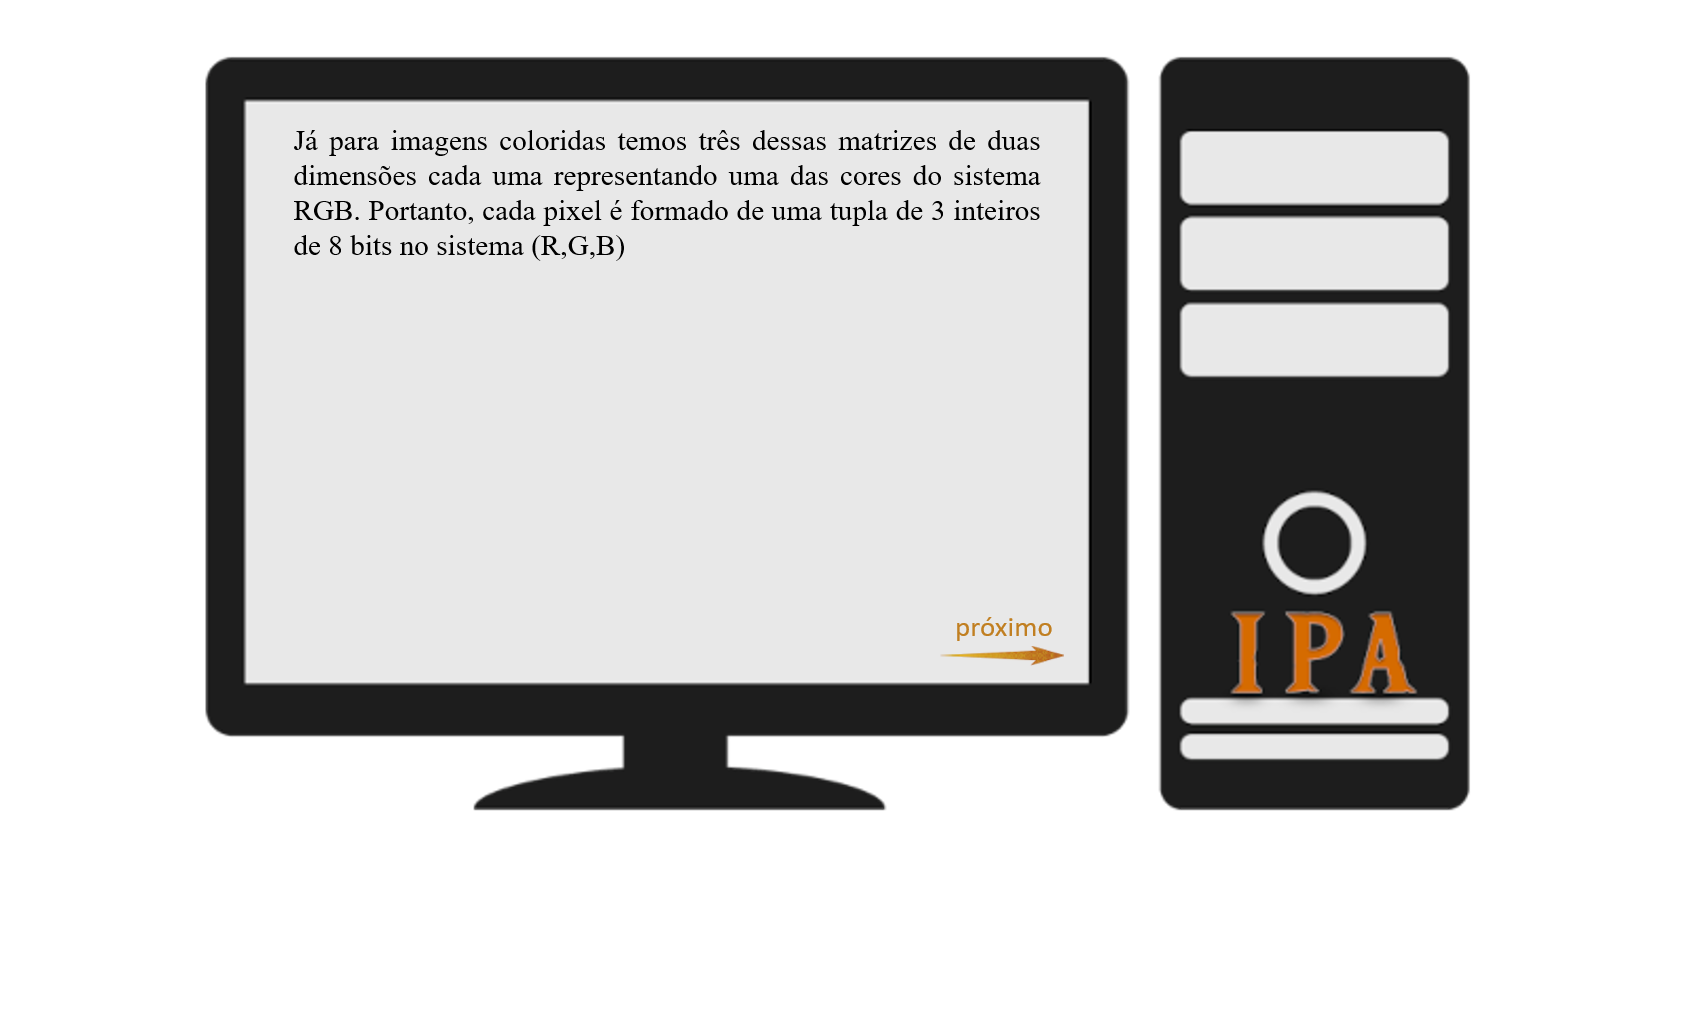 Já para imagens coloridas temos três dessas matrizes de duas
dimensões cada uma representando uma das cores do sistema
RGB. Portanto, cada pixel é formado de uma tupla de 3 inteiros
de 8 bits no sistema (R,G,B)
próximo
IPA